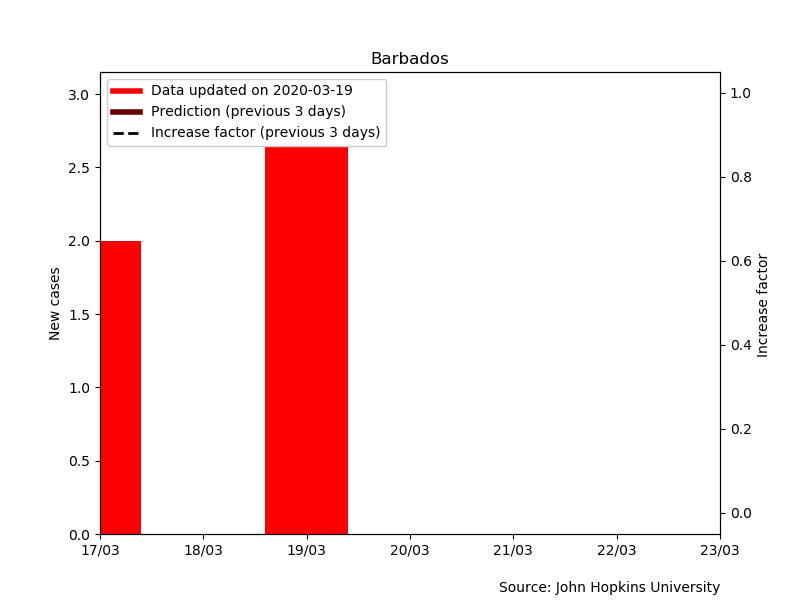 Barbados
Data updated on 2020-03-19
Prediction (previous 3 days)
Increase factor (previous 3 days)
3.0
2.5
2.0
1.5
1.0
0.5
0.0
New cases
1.0
0.8
0.6
0.4
0.2
0.0
Increase factor
17/03 18/03 19/03 20/03 21/03 22/03 23/03
Source: John Hopkins University